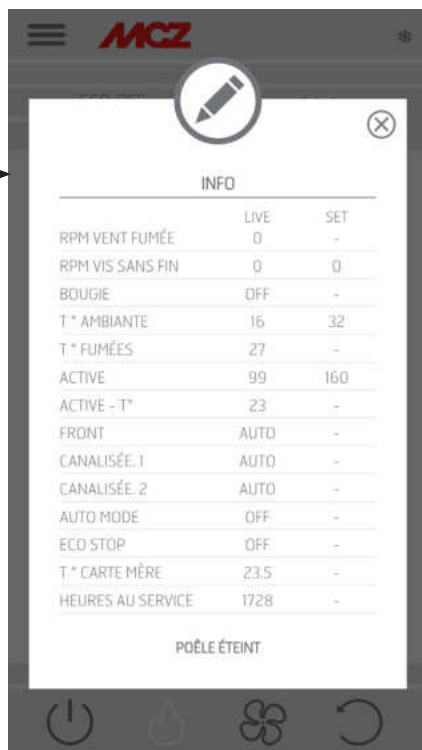 MCZ
INFO
LIVE SET
RPM VENT FUMÉE 0 -
RPM VIS SANS FIN 0 0
BOUGIE OFF -
T ° AMBIANTE 16 32
T ° FUMÉES 27 -
ACTIVE 99 160
ACTIVE - T° 23 -
FRONT AUTO -
CANALISÉE. 1 AUTO -
CANALISÉE. 2 AUTO -
AUTO MODE OFF -
ECO STOP OFF -
T ° CARTE MÈRE 23.5 -
HEURES AU SERVICE 1728 -
POÊLE ÉTEINT